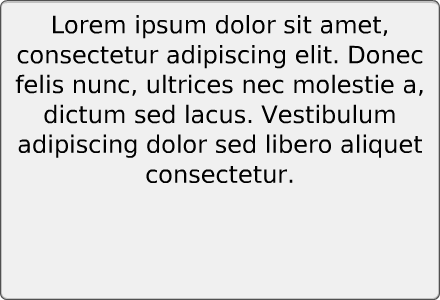 Lorem ipsum dolor sit amet,
consectetur adipiscing elit. Donec
felis nunc, ultrices nec molestie a,
dictum sed lacus. Vestibulum
adipiscing dolor sed libero aliquet
consectetur.